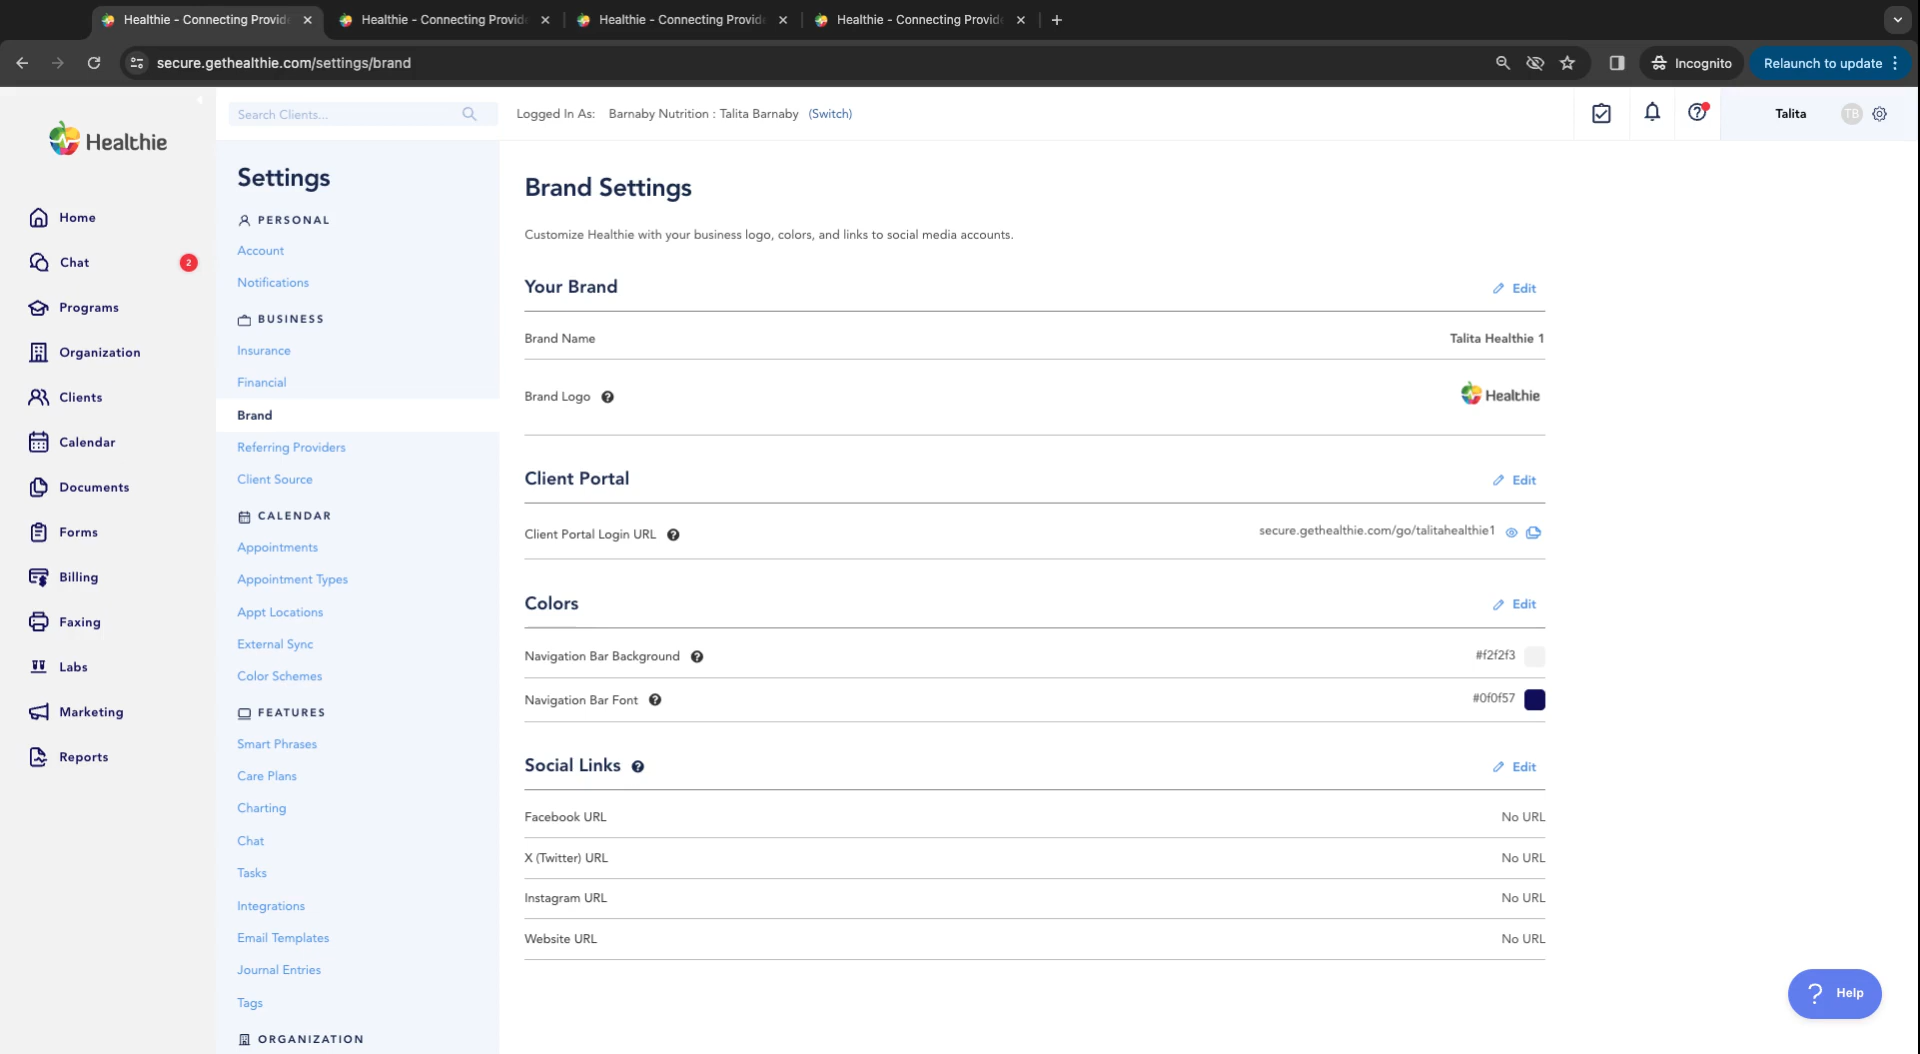 Healthie - Connecting Provid
Healthie - Connecting Provid
Healthie - Connecting Provid
Healthie - Connecting Provid
secure.gethealthie.com/settings/brand
Incognito
Relaunch to update
Healthie
Search Clients...
Logged In As: Barnaby Nutrition : Talita Barnaby (Switch)
Talita
TB
Home
Chat
2
Programs
Organization
Clients
Calendar
Documents
Forms
Billing
Faxing
Labs
Marketing
Reports
Settings
PERSONAL
Account
Notifications
BUSINESS
Insurance
Financial
Brand
Referring Providers
Client Source
CALENDAR
Appointments
Appointment Types
Appt Locations
External Sync
Color Schemes
FEATURES
Smart Phrases
Care Plans
Charting
Chat
Tasks
Integrations
Email Templates
Journal Entries
Tags
ORGANIZATION
Brand Settings
Customize Healthie with your business logo, colors, and links to social media accounts.
Your Brand
Edit
Brand Name
Talita Healthie 1
Brand Logo ?
Healthie
Client Portal
Edit
Client Portal Login URL ?
secure.gethealthie.com/go/talitahealthie1
Colors
Edit
Navigation Bar Background ?
#f2f2f3
Navigation Bar Font ?
#0f0f57
Social Links ?
Edit
Facebook URL
No URL
X (Twitter) URL
No URL
Instagram URL
No URL
Website URL
No URL
? Help